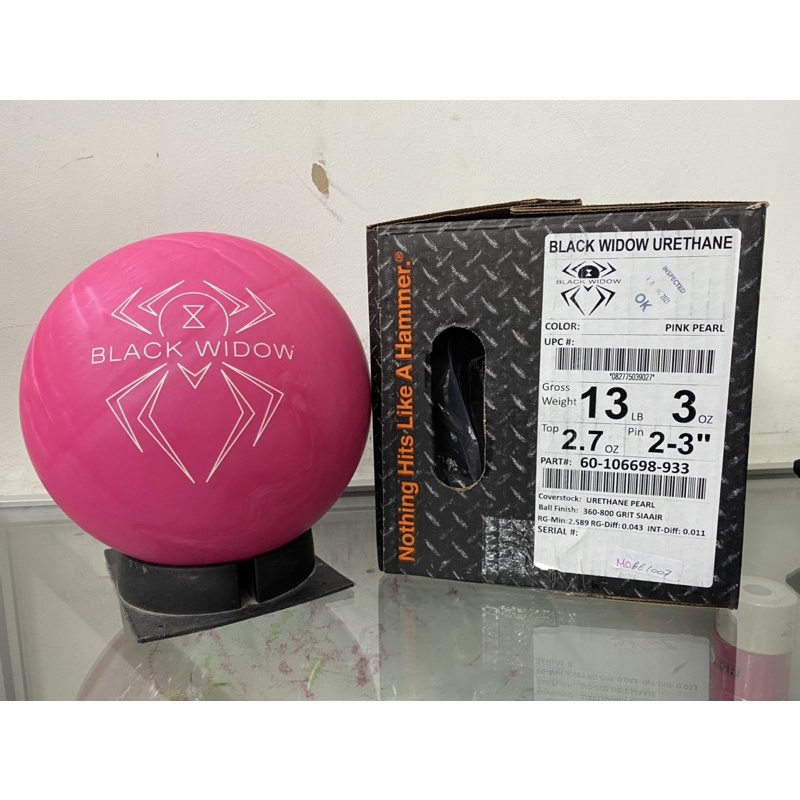 BLACK WIDOW
Nothing Hits Like A Hammer.®
BLACK WIDOW URETHANE
BLACK WIDOW
INSPECTED
OK
COLOR: PINK PEARL
UPC #:
*082775039027*
Gross Weight 13 LB 3 OZ
Top 2.7 OZ Pin 2-3"
PART#: 60-106698-933
Coverstock: URETHANE PEARL
Ball Finish: 360-800 GRIT SIAAIR
RG-Min: 2.589 RG-Diff: 0.043 INT-Diff: 0.011
SERIAL #: